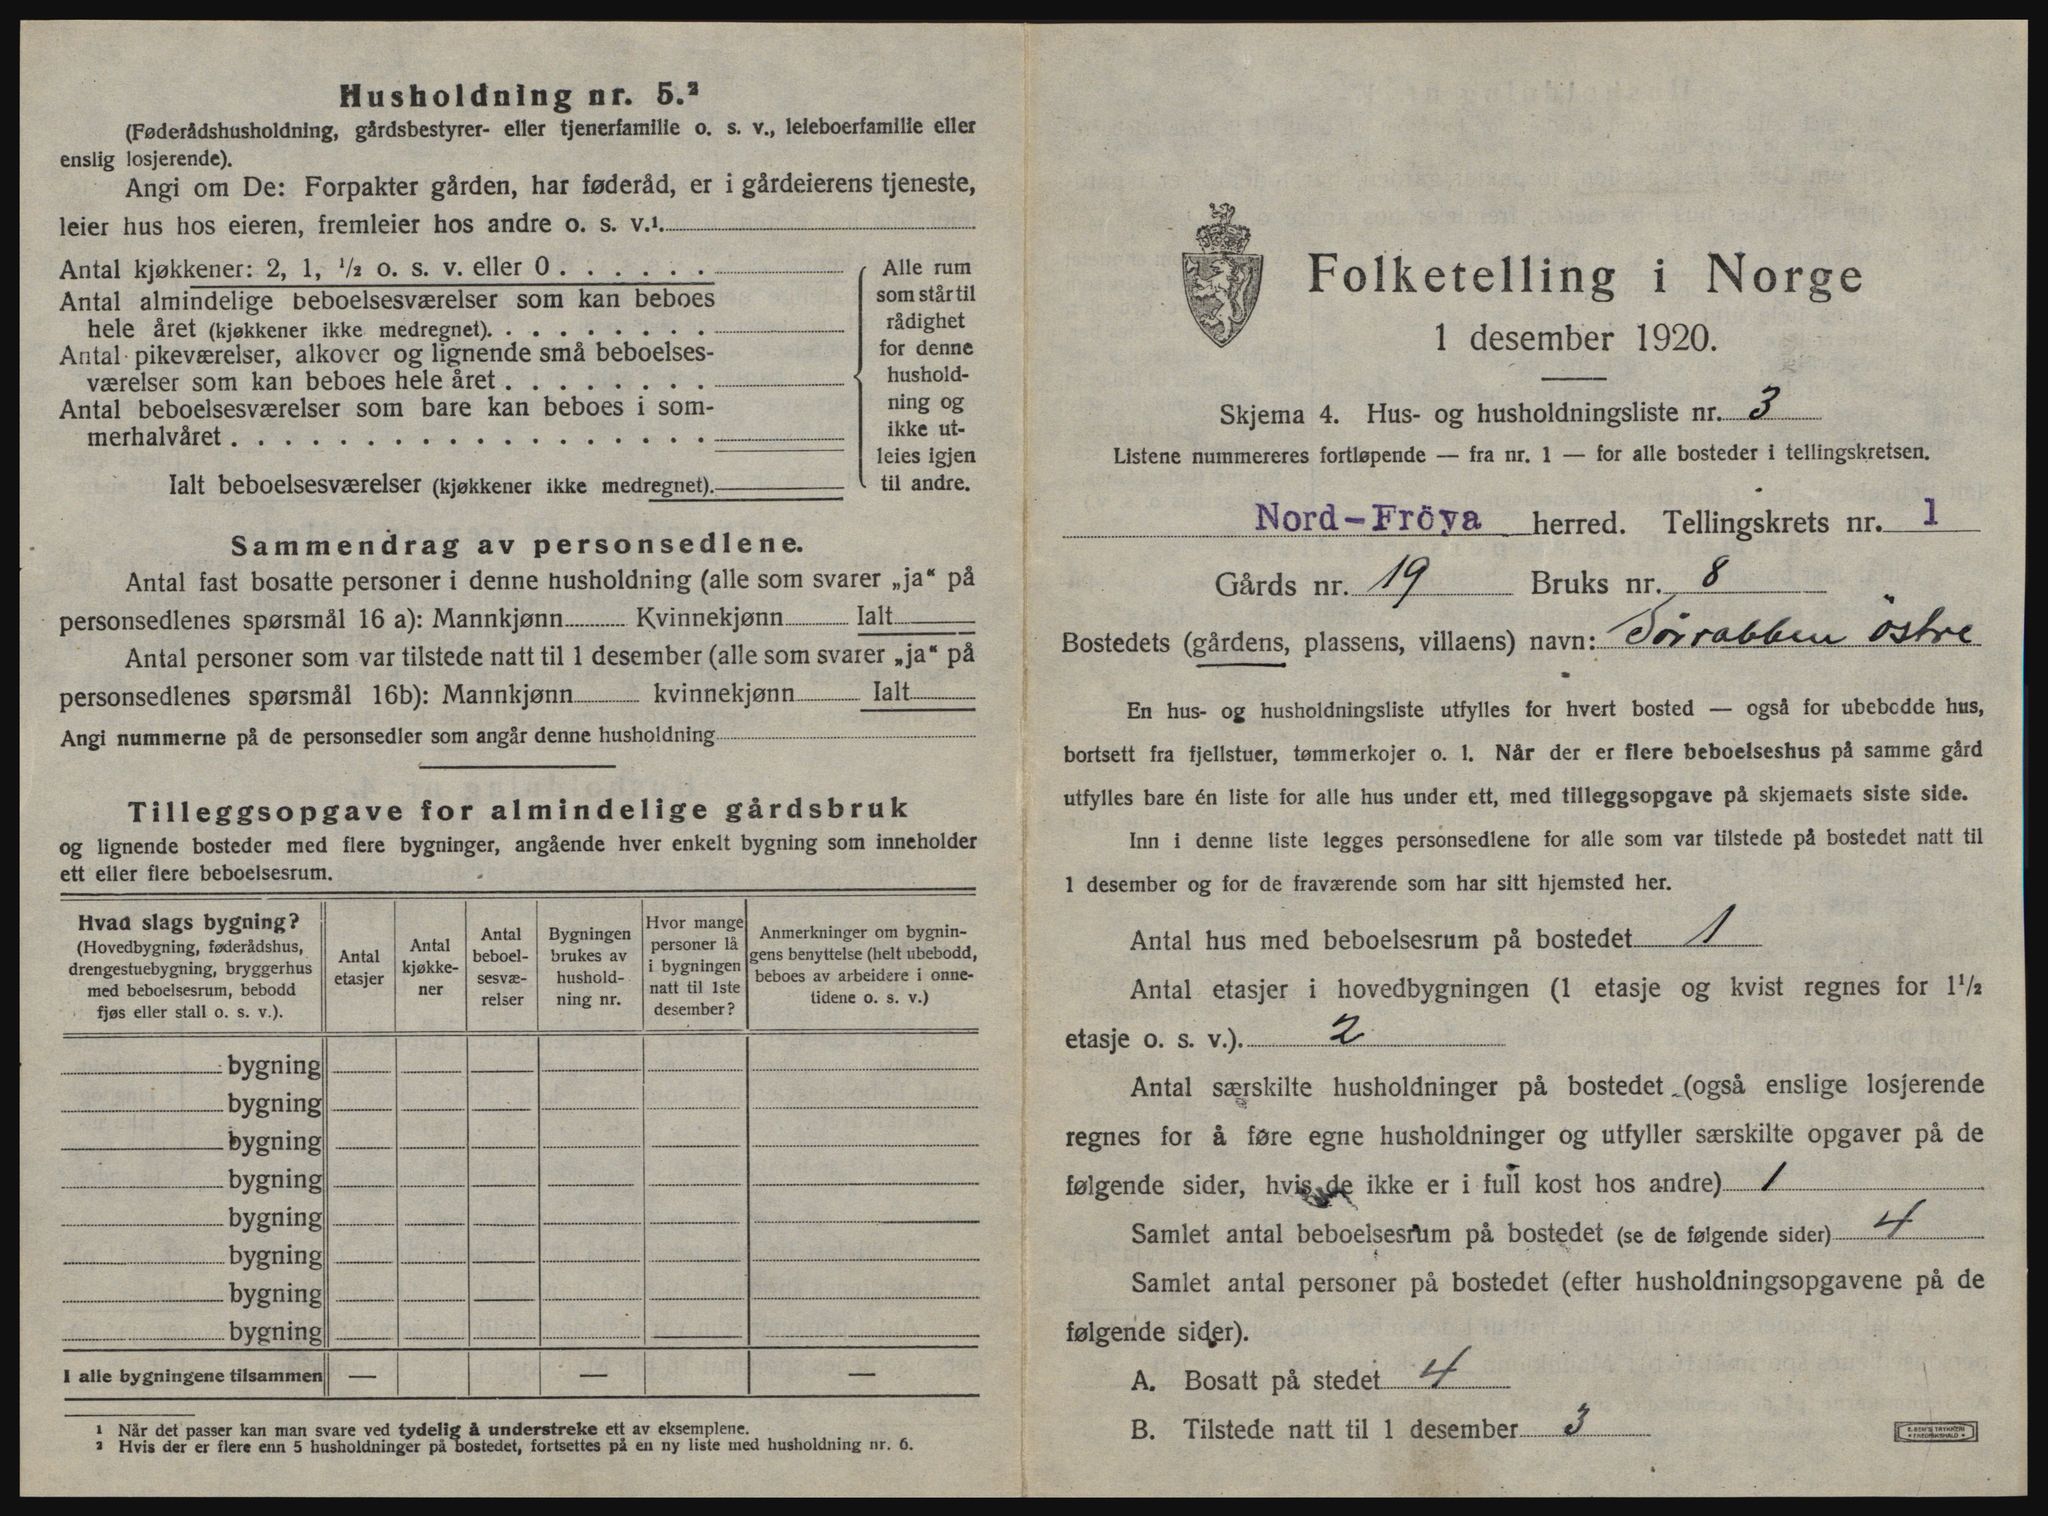 Husholdning nr. 5.²
(Føderådshusholdning, gårdsbestyrer- eller tjenerfamilie o. s. v., leieboerfamilie eller
enslig losjerende).
Angi om De: Forpakter gården, har føderåd, er i gårdeierens tjeneste,
leier hus hos eieren, fremleier hos andre o. s. v.¹
Antal kjøkkener: 2, 1, ½ o. s. v. eller 0 . . . . . .
Antal almindelige beboelsesværelser som kan beboes
hele året (kjøkkener ikke medregnet). . . . . . . . .
Antal pikeværelser, alkover og lignende små beboelses-
værelser som kan beboes hele året . . . . . . . .
Antal beboelsesværelser som bare kan beboes i som-
merhalvåret . . . . . . . . . . . . . . . . . .
Ialt beboelsesværelser (kjøkkener ikke medregnet).
Alle rum
som står til
rådighet
for denne
hushold-
ning og
ikke ut-
leies igjen
til andre.
Sammendrag av personsedlene.
Antal fast bosatte personer i denne husholdning (alle som svarer „ja“ på
personsedlenes spørsmål 16 a): Mannkjønn Kvinnekjønn Ialt
Antal personer som var tilstede natt til 1 desember (alle som svarer „ja“ på
personsedlenes spørsmål 16b): Mannkjønn kvinnekjønn Ialt
Angi nummerne på de personsedler som angår denne husholdning
Tilleggsopgave for almindelige gårdsbruk
og lignende bosteder med flere bygninger, angående hver enkelt bygning som inneholder
ett eller flere beboelsesrum.
Hvad slags bygning?
(Hovedbygning, føderådshus,
drengestuebygning, bryggerhus
med beboelsesrum, bebodd
fjøs eller stall o. s. v.).
Antal
etasjer
Antal
kjøkke-
ner
Antal
beboel-
sesvæ-
relser
Bygningen
brukes av
hushold-
ning nr.
Hvor mange
personer lå
i bygningen
natt til 1ste
desember?
Anmerkninger om bygnin-
gens benyttelse (helt ubebodd,
beboes av arbeidere i onne-
tidene o. s. v.)
bygning
bygning
bygning
bygning
bygning
bygning
bygning
bygning
I alle bygningene tilsammen — — —
¹ Når det passer kan man svare ved tydelig å understreke ett av eksemplene.
² Hvis der er flere enn 5 husholdninger på bostedet, fortsettes på en ny liste med husholdning nr. 6.
Folketelling i Norge
1 desember 1920.
Skjema 4. Hus- og husholdningsliste nr. 3
Listene nummereres fortløpende — fra nr. 1 — for alle bosteder i tellingskretsen.
Nord-Fröya herred. Tellingskrets nr. 1
Gårds nr. 19 Bruks nr. 8
Bostedets (gårdens, plassens, villaens) navn: Sörrabben östre
En hus- og husholdningsliste utfylles for hvert bosted — også for ubebodde hus,
bortsett fra fjellstuer, tømmerkojer o. l. Når der er flere beboelseshus på samme gård
utfylles bare én liste for alle hus under ett, med tilleggsopgave på skjemaets siste side.
Inn i denne liste legges personsedlene for alle som var tilstede på bostedet natt til
1 desember og for de fraværende som har sitt hjemsted her.
Antal hus med beboelsesrum på bostedet 1
Antal etasjer i hovedbygningen (1 etasje og kvist regnes for 1½
etasje o. s. v.). 2
Antal særskilte husholdninger på bostedet (også enslige losjerende
regnes for å føre egne husholdninger og utfyller særskilte opgaver på de
følgende sider, hvis de ikke er i full kost hos andre) 1
Samlet antal beboelsesrum på bostedet (se de følgende sider) 4
Samlet antal personer på bostedet (efter husholdningsopgavene på de
følgende sider).
A. Bosatt på stedet 4
B. Tilstede natt til 1 desember 3